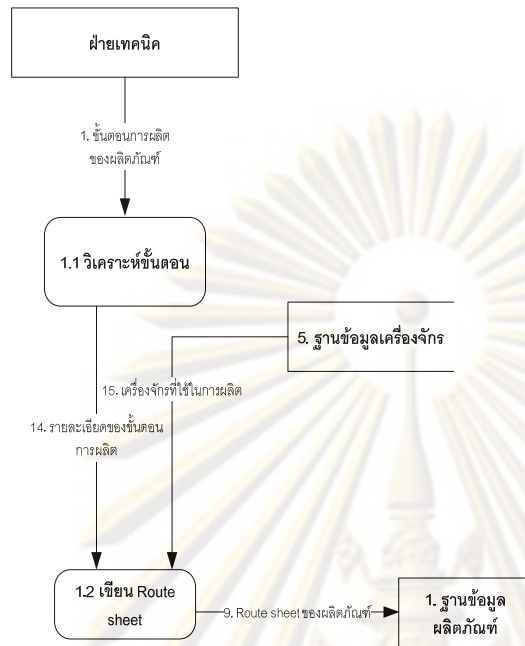 ฝ่ายเทคนิค
1. ขั้นตอนการผลิต
ของผลิตภัณฑ์
1.1 วิเคราะห์ขั้นตอน
5. ฐานข้อมูลเครื่องจักร
15. เครื่องจักรที่ใช้ในการผลิต
14. รายละเอียดของขั้นตอน
การผลิต
1.2 เขียน Route
sheet
9. Route sheet ของผลิตภัณฑ์
1. ฐานข้อมูล
ผลิตภัณฑ์